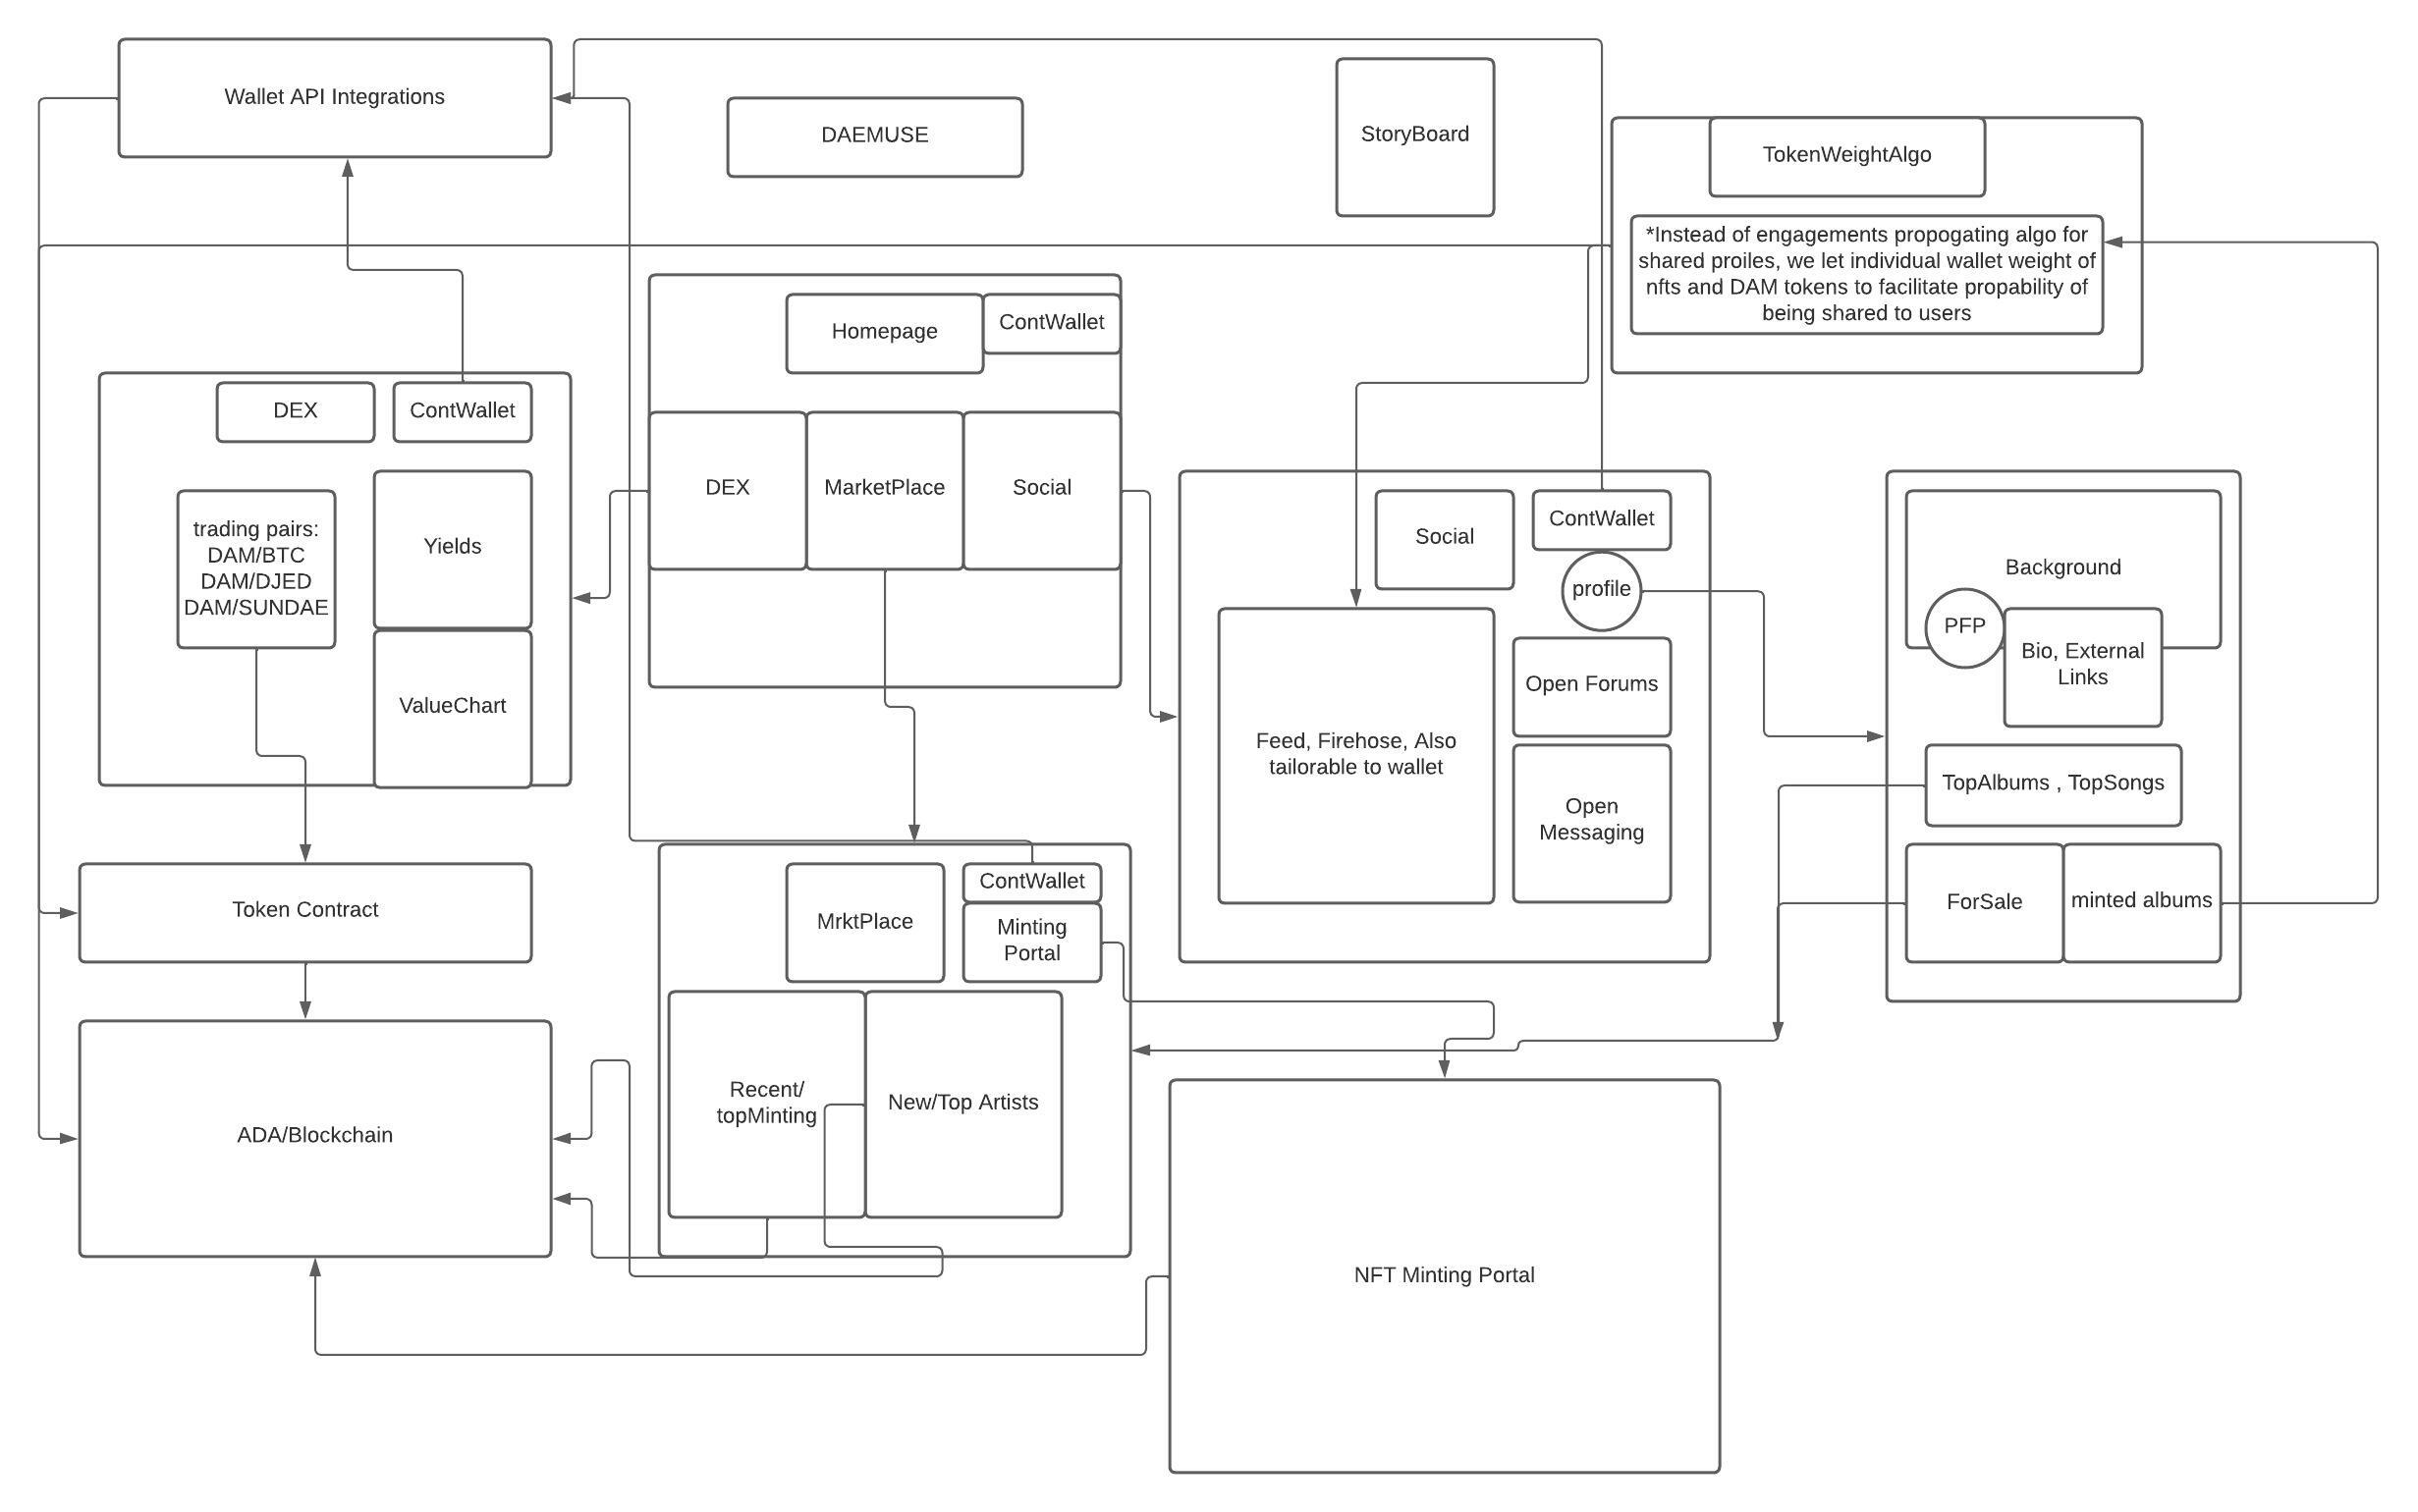 Wallet API Integrations
DAEMUSE
StoryBoard
TokenWeightAlgo
*Instead of engagements propogating algo for
shared proiles, we let individual wallet weight of
nfts and DAM tokens to facilitate propability of
being shared to users
Homepage
ContWallet
DEX
MarketPlace
Social
DEX
ContWallet
trading pairs:
DAM/BTC
DAM/DJED
DAM/SUNDAE
Yields
ValueChart
Social
ContWallet
profile
Feed, Firehose, Also
tailorable to wallet
Open Forums
Open
Messaging
Background
PFP
Bio, External
Links
TopAlbums , TopSongs
ForSale
minted albums
Token Contract
ADA/Blockchain
MrktPlace
ContWallet
Minting
Portal
Recent/
topMinting
New/Top Artists
NFT Minting Portal